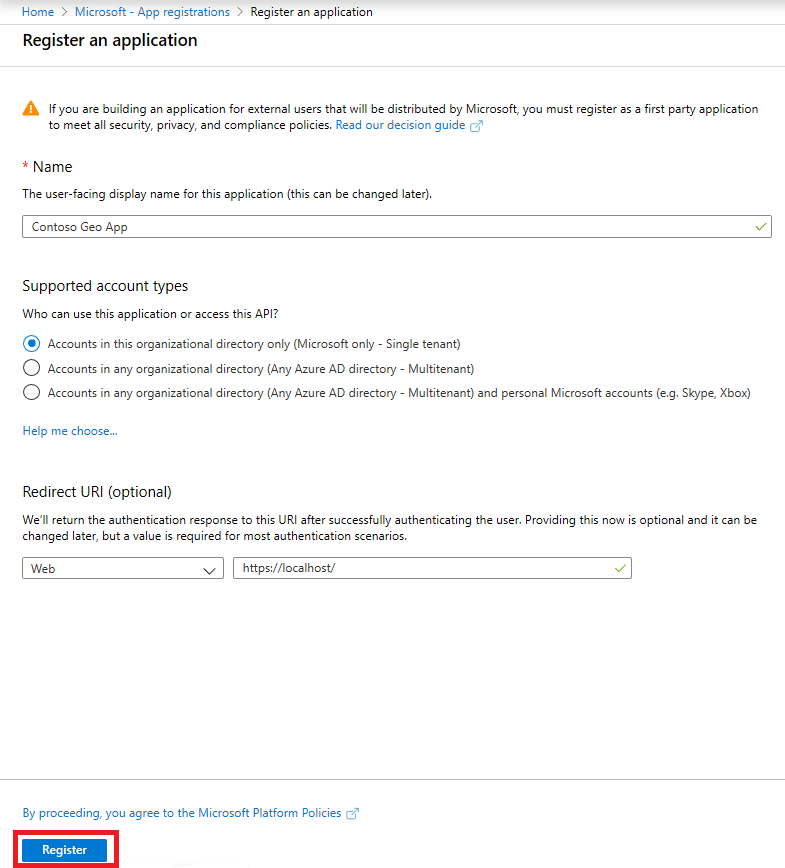 Home > Microsoft - App registrations > Register an application
Register an application
If you are building an application for external users that will be distributed by Microsoft, you must register as a first party application
to meet all security, privacy, and compliance policies. Read our decision guide
* Name
The user-facing display name for this application (this can be changed later).
Contoso Geo App
Supported account types
Who can use this application or access this API?
Accounts in this organizational directory only (Microsoft only - Single tenant)
Accounts in any organizational directory (Any Azure AD directory - Multitenant)
Accounts in any organizational directory (Any Azure AD directory - Multitenant) and personal Microsoft accounts (e.g. Skype, Xbox)
Help me choose...
Redirect URI (optional)
We'll return the authentication response to this URI after successfully authenticating the user. Providing this now is optional and it can be
changed later, but a value is required for most authentication scenarios.
Web https://localhost/
By proceeding, you agree to the Microsoft Platform Policies
Register